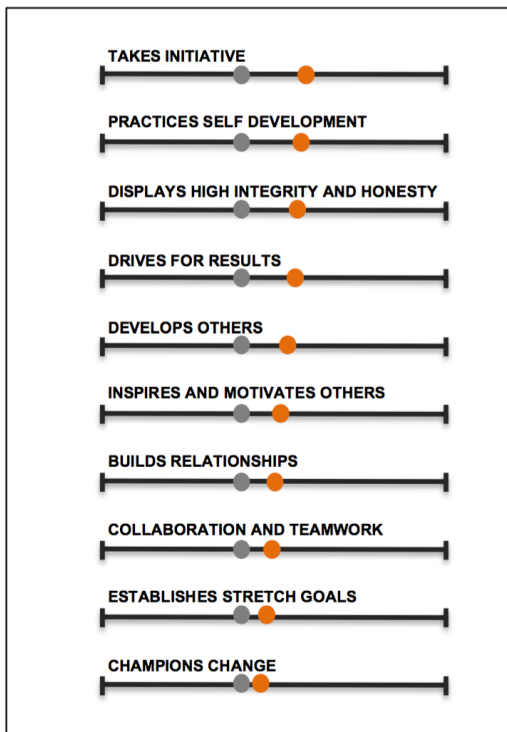 TAKES INITIATIVE
PRACTICES SELF DEVELOPMENT
DISPLAYS HIGH INTEGRITY AND HONESTY
DRIVES FOR RESULTS
DEVELOPS OTHERS
INSPIRES AND MOTIVATES OTHERS
BUILDS RELATIONSHIPS
COLLABORATION AND TEAMWORK
ESTABLISHES STRETCH GOALS
CHAMPIONS CHANGE